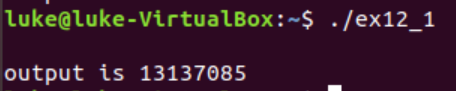 luke@luke-VirtualBox:~$ ./ex12_1
output is 13137085